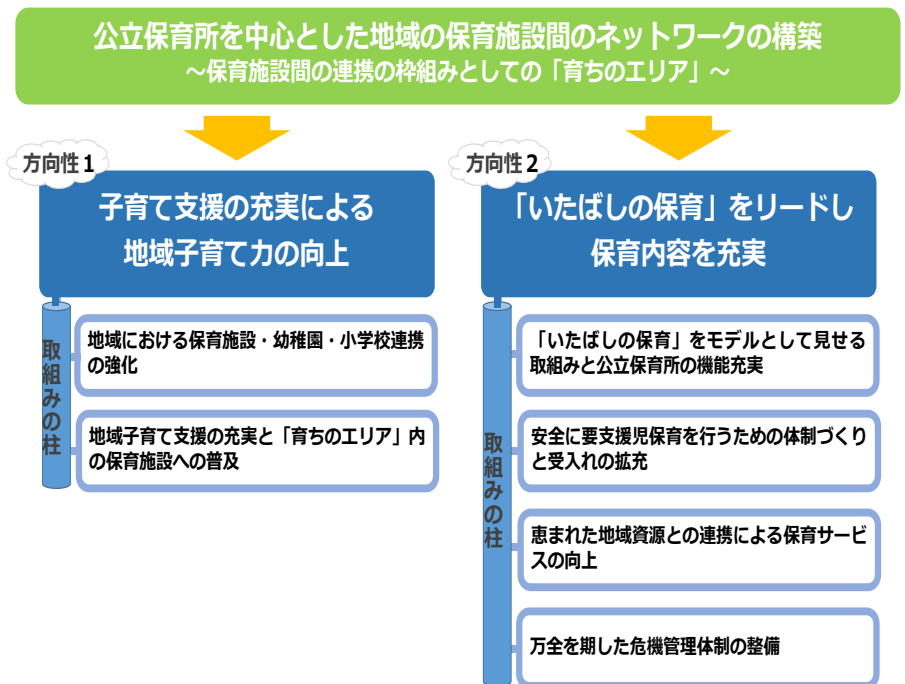 公立保育所を中心とした地域の保育施設間のネットワークの構築
～保育施設間の連携の枠組みとしての「育ちのエリア」～
方向性1
子育て支援の充実による
地域子育て力の向上
取組みの柱
地域における保育施設・幼稚園・小学校連携
の強化
地域子育て支援の充実と「育ちのエリア」内
の保育施設への普及
方向性2
「いたばしの保育」をリードし
保育内容を充実
取組みの柱
「いたばしの保育」をモデルとして見せる
取組みと公立保育所の機能充実
安全に要支援児保育を行うための体制づくり
と受入れの拡充
恵まれた地域資源との連携による保育サービ
スの向上
万全を期した危機管理体制の整備